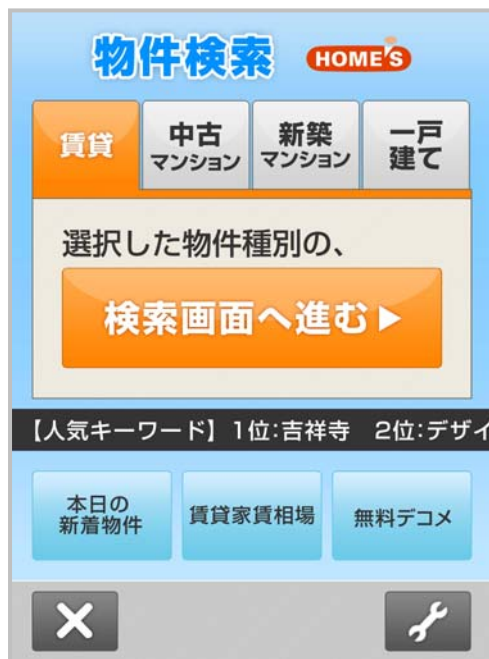 物件検索 HOME'S
賃貸
中古
マンション
新築
マンション
一戸
建て
選択した物件種別の、
検索画面へ進む▶
【人気キーワード】 1位:吉祥寺 2位:デザイ
本日の
新着物件
賃貸家賃相場
無料デコメ